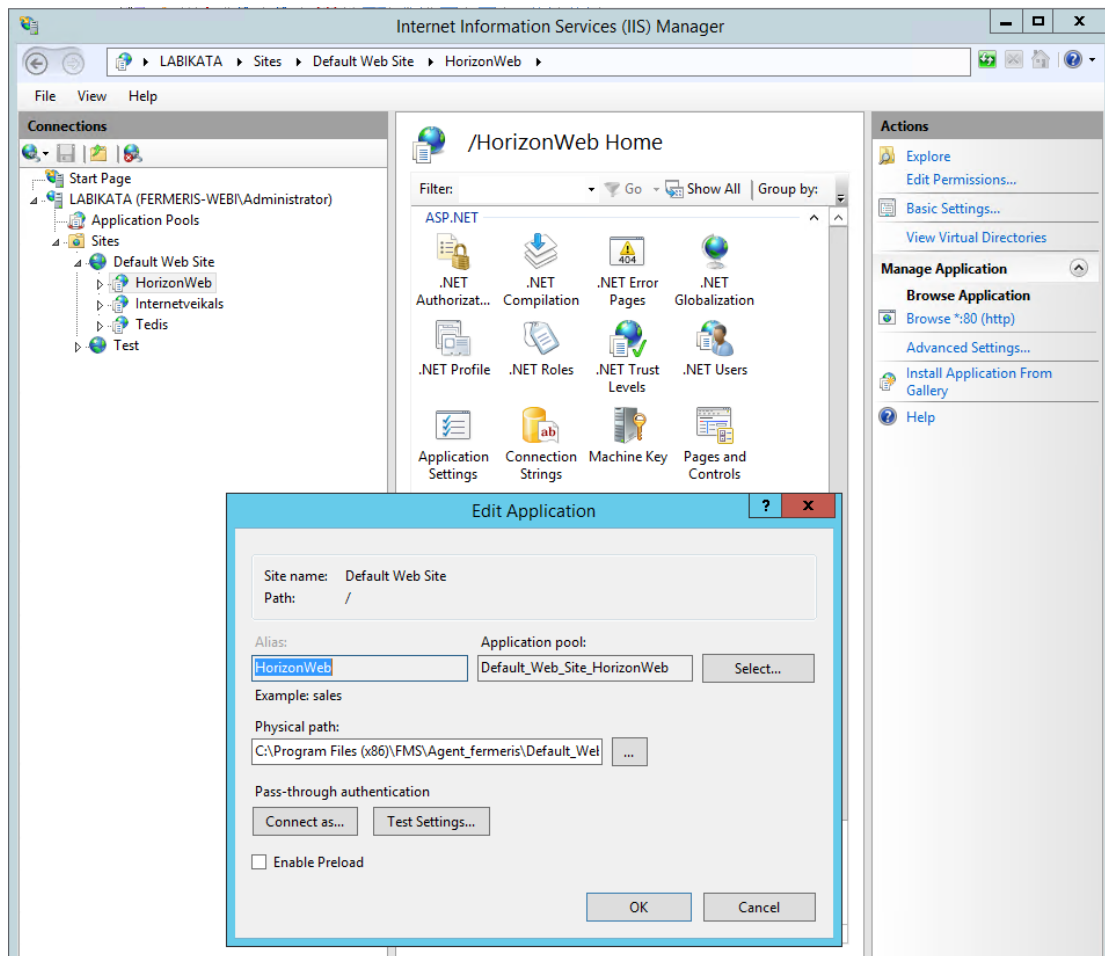 Internet Information Services (IIS) Manager
LABIKATA
Sites
Default Web Site
HorizonWeb
File View Help
Connections
Start Page
LABIKATA (FERMERIS-WEBI\Administrator)
Application Pools
Sites
Default Web Site
HorizonWeb
Internetveikals
Tedis
Test
/HorizonWeb Home
Filter: Go Show All Group by:
ASP.NET
.NET Authorizat...
.NET Compilation
.NET Error Pages
.NET Globalization
.NET Profile
.NET Roles
.NET Trust Levels
.NET Users
Application Settings
Connection Strings
Machine Key
Pages and Controls
Actions
Explore
Edit Permissions...
Basic Settings...
View Virtual Directories
Manage Application
Browse Application
Browse *:80 (http)
Advanced Settings...
Install Application From
Gallery
Help
Edit Application
Site name: Default Web Site
Path: /
Alias: Application pool:
HorizonWeb Default_Web_Site_HorizonWeb Select...
Example: sales
Physical path:
C:\Program Files (x86)\FMS\Agent_fermeris\Default_Wel ...
Pass-through authentication
Connect as... Test Settings...
Enable Preload
OK Cancel